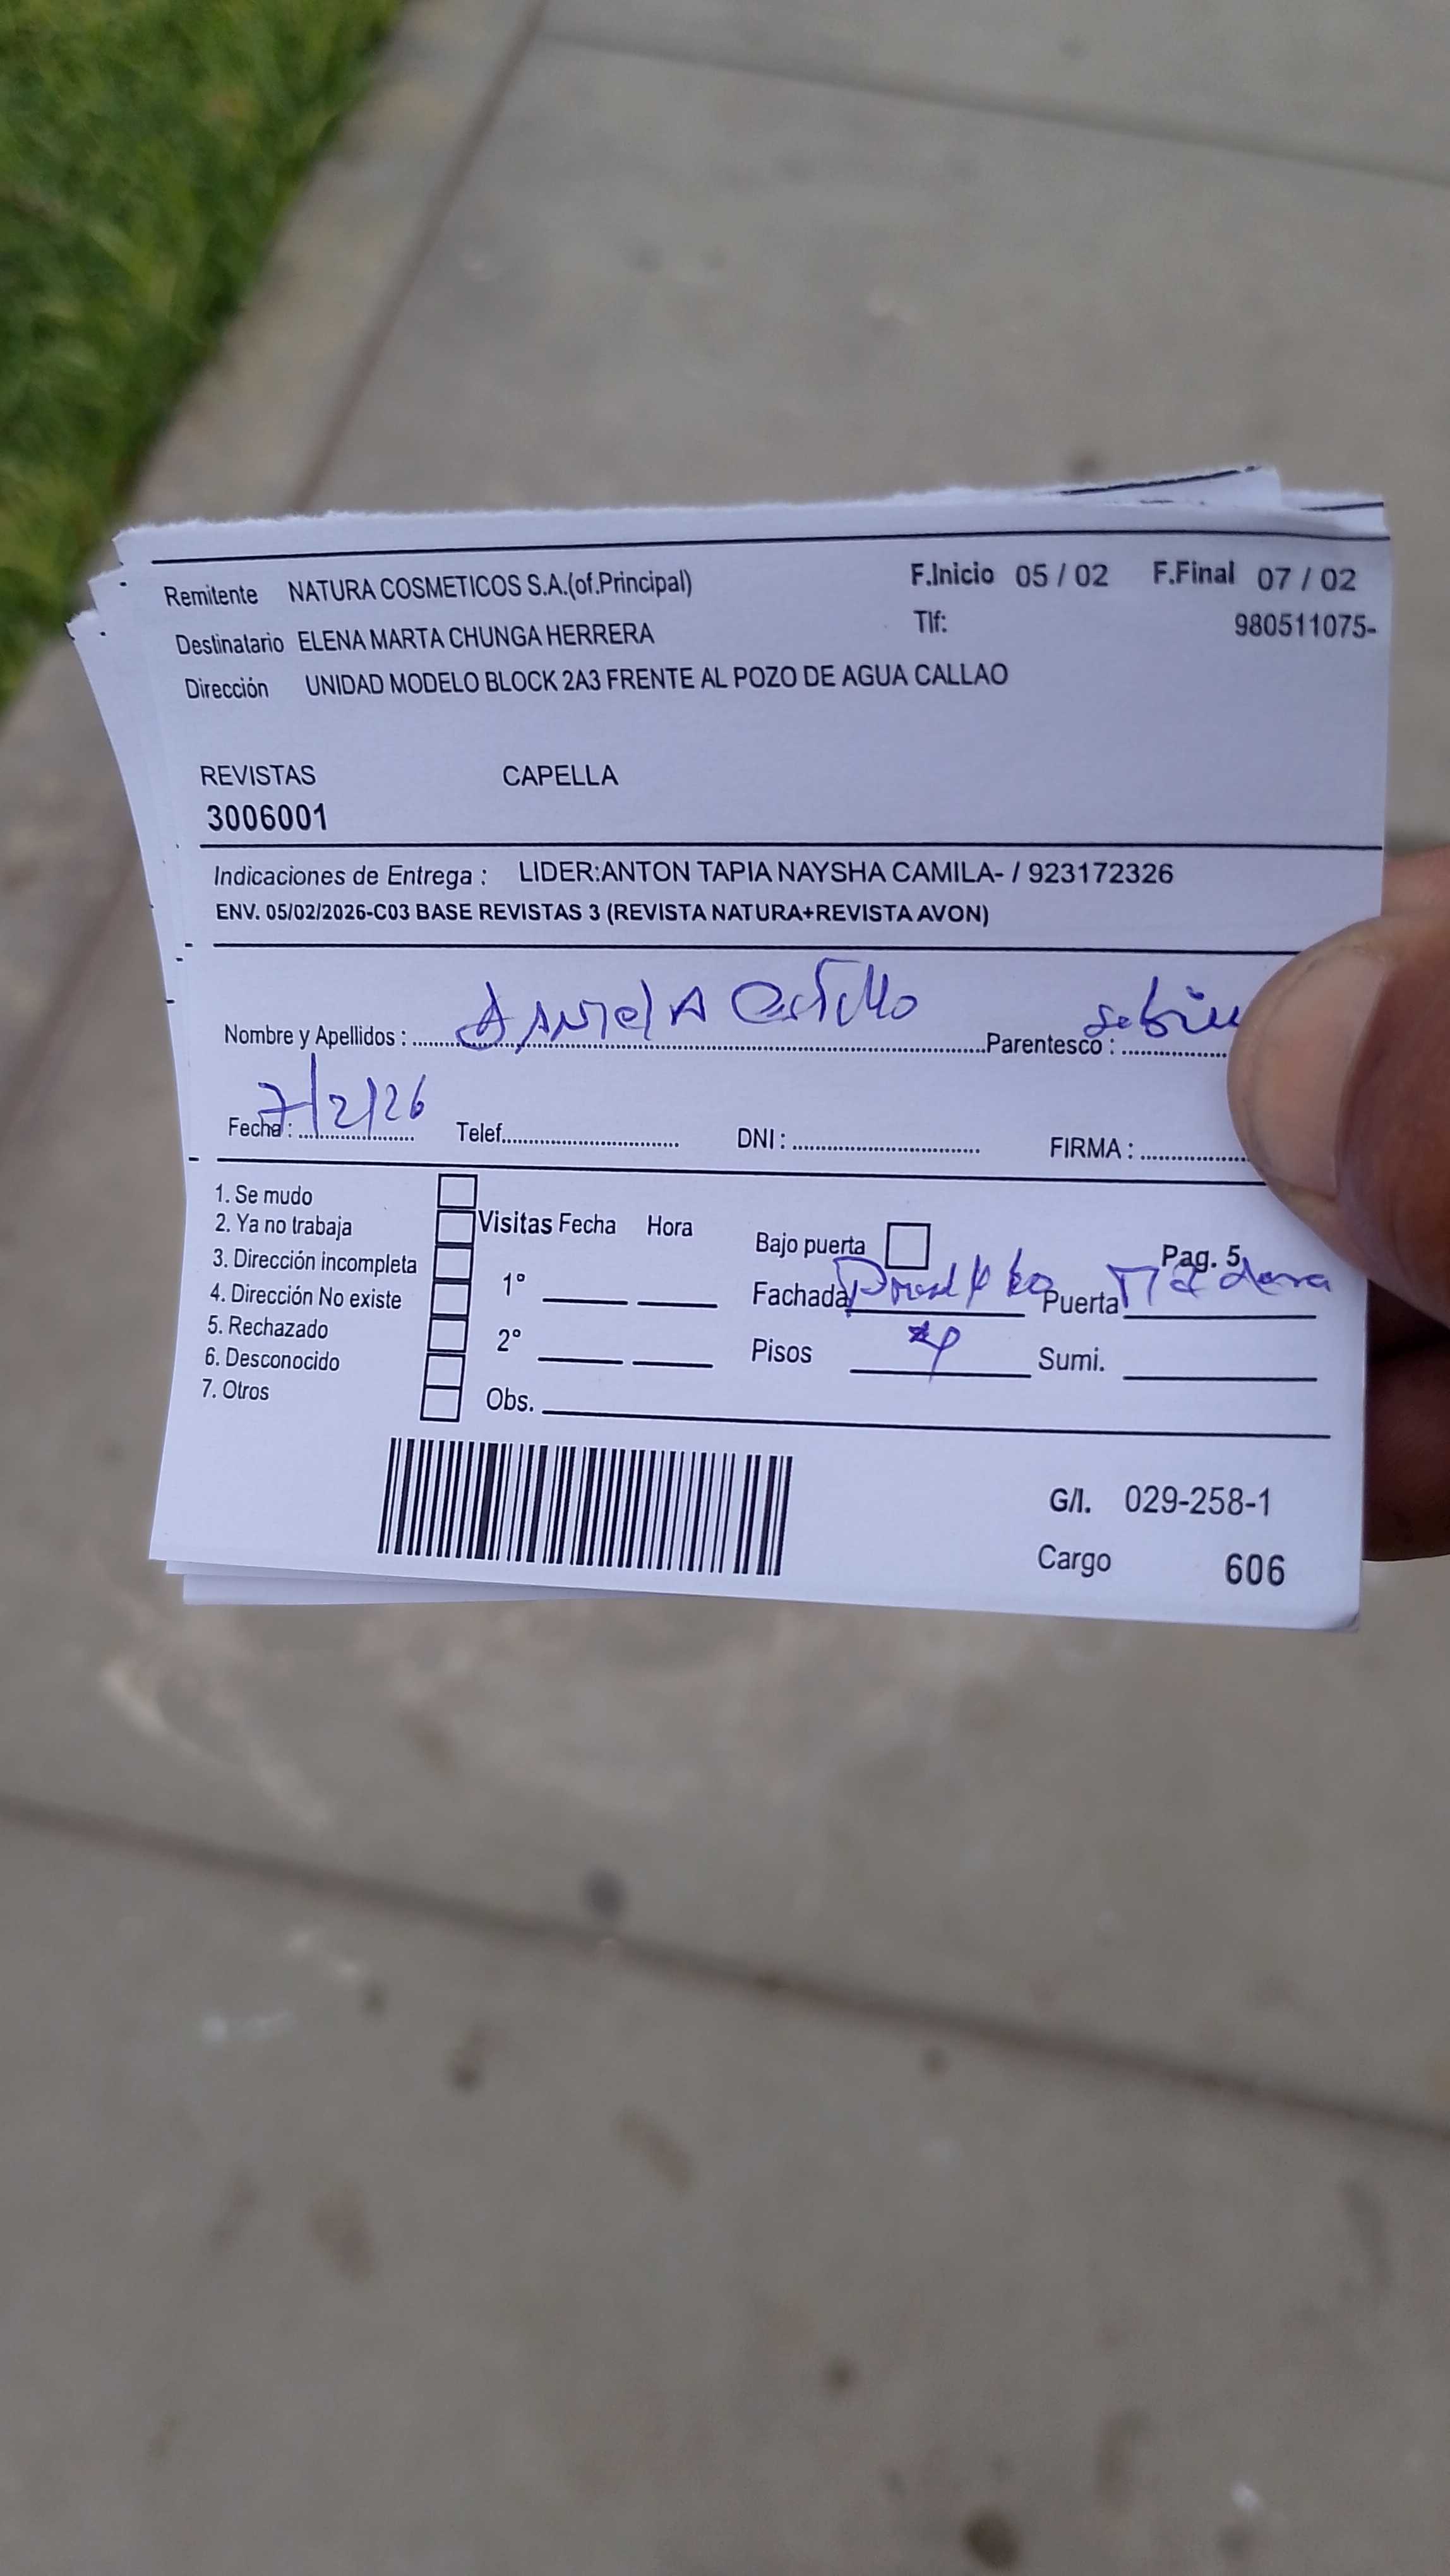 Remitente NATURA COSMETICOS S.A.(of.Principal) F.Inicio 05 / 02 F.Final 07 / 02
Destinatario ELENA MARTA CHUNGA HERRERA Tlf: 980511075-
Dirección UNIDAD MODELO BLOCK 2A3 FRENTE AL POZO DE AGUA CALLAO
REVISTAS CAPELLA
3006001
Indicaciones de Entrega : LIDER:ANTON TAPIA NAYSHA CAMILA- / 923172326
ENV. 05/02/2026-C03 BASE REVISTAS 3 (REVISTA NATURA+REVISTA AVON)
Nombre y Apellidos : DANIELA Castillo Parentesco :
Fecha : 7/2/26 Telef. DNI : FIRMA :
1. Se mudo
2. Ya no trabaja Visitas Fecha Hora Bajo puerta Pag. 5
3. Dirección incompleta
4. Dirección No existe 1° Fachada Puerta
5. Rechazado
6. Desconocido 2° Pisos Sumi.
7. Otros Obs.
G/I. 029-258-1
Cargo 606